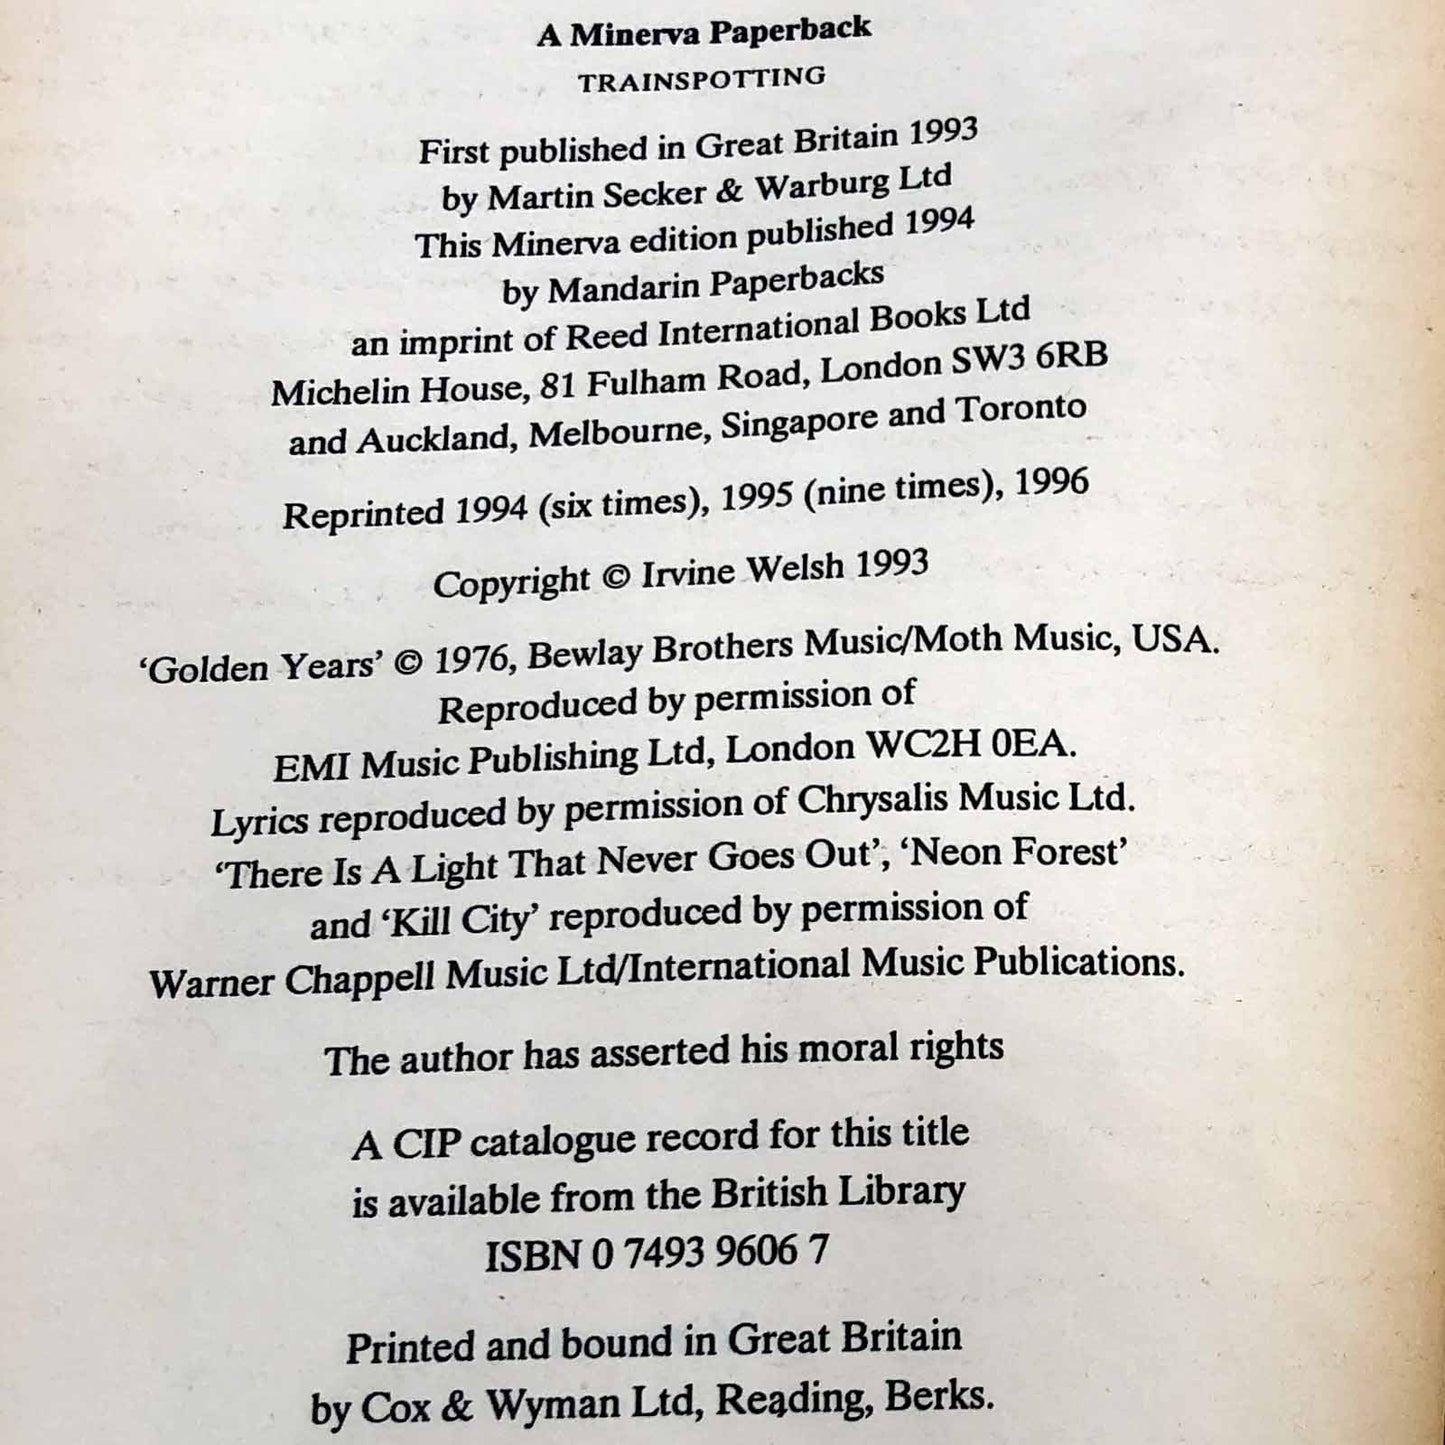 A Minerva Paperback
TRAINSPOTTING
First published in Great Britain 1993
by Martin Secker & Warburg Ltd
This Minerva edition published 1994
by Mandarin Paperbacks
an imprint of Reed International Books Ltd
Michelin House, 81 Fulham Road, London SW3 6RB
and Auckland, Melbourne, Singapore and Toronto
Reprinted 1994 (six times), 1995 (nine times), 1996
Copyright © Irvine Welsh 1993
‘Golden Years’ © 1976, Bewlay Brothers Music/Moth Music, USA.
Reproduced by permission of
EMI Music Publishing Ltd, London WC2H 0EA.
Lyrics reproduced by permission of Chrysalis Music Ltd.
‘There Is A Light That Never Goes Out’, ‘Neon Forest’
and ‘Kill City’ reproduced by permission of
Warner Chappell Music Ltd/International Music Publications.
The author has asserted his moral rights
A CIP catalogue record for this title
is available from the British Library
ISBN 0 7493 9606 7
Printed and bound in Great Britain
by Cox & Wyman Ltd, Reading, Berks.